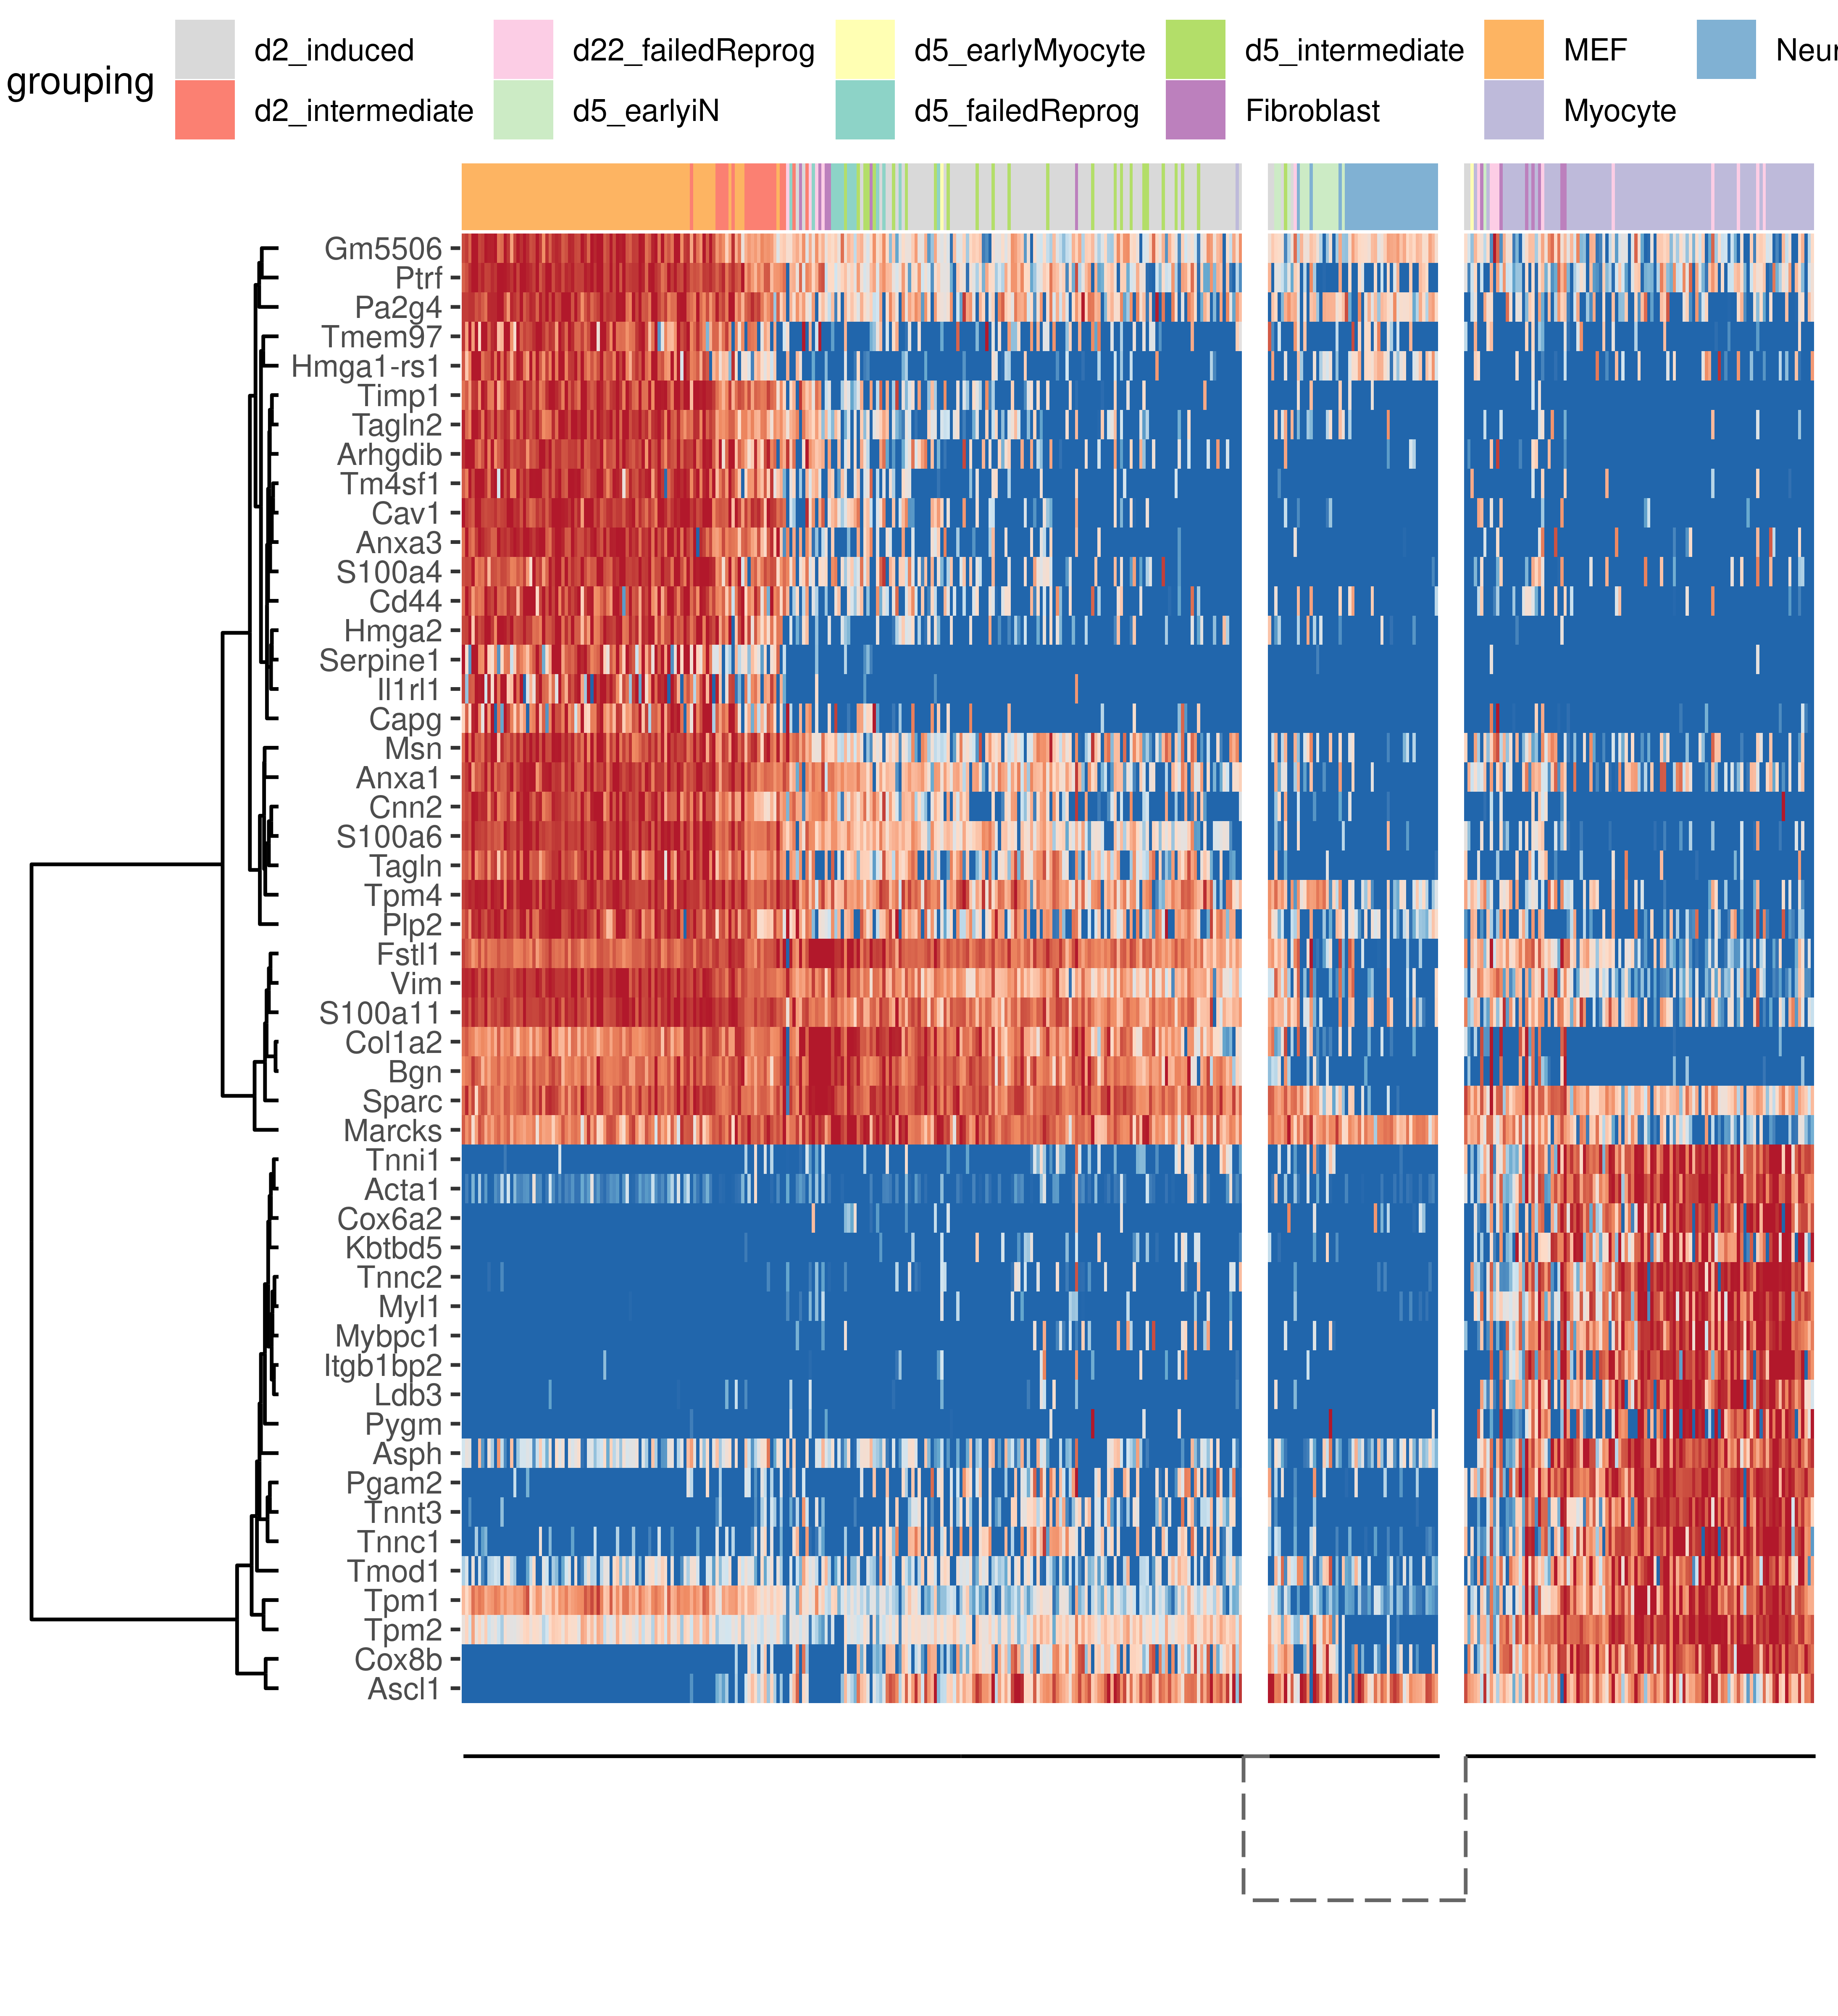 grouping
d2_induced d22_failedReprog d5_earlyMyocyte d5_intermediate MEF
d2_intermediate d5_earlyiN d5_failedReprog Fibroblast Myocyte
Gm5506
Ptrf
Pa2g4
Tmem97
Hmga1-rs1
Timp1
Tagln2
Arhgdib
Tm4sf1
Cav1
Anxa3
S100a4
Cd44
Hmga2
Serpine1
Il1rl1
Capg
Msn
Anxa1
Cnn2
S100a6
Tagln
Tpm4
Plp2
Fstl1
Vim
S100a11
Col1a2
Bgn
Sparc
Marcks
Tnni1
Acta1
Cox6a2
Kbtbd5
Tnnc2
Myl1
Mybpc1
Itgb1bp2
Ldb3
Pygm
Asph
Pgam2
Tnnt3
Tnnc1
Tmod1
Tpm1
Tpm2
Cox8b
Ascl1